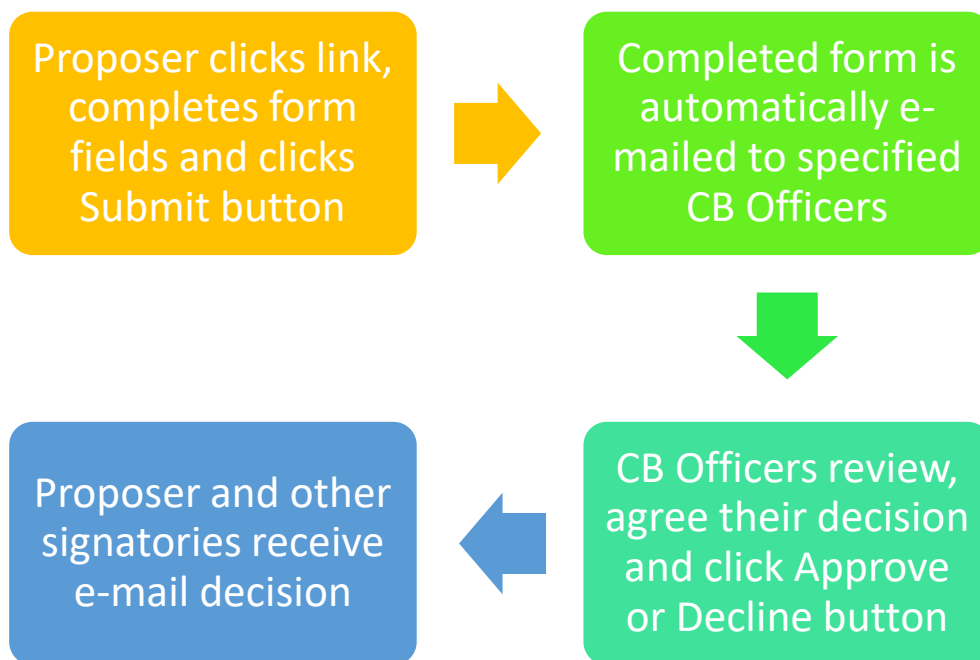 Proposer clicks link,
completes form
fields and clicks
Submit button
Completed form is
automatically e-
mailed to specified
CB Officers
CB Officers review,
agree their decision
and click Approve
or Decline button
Proposer and other
signatories receive
e-mail decision